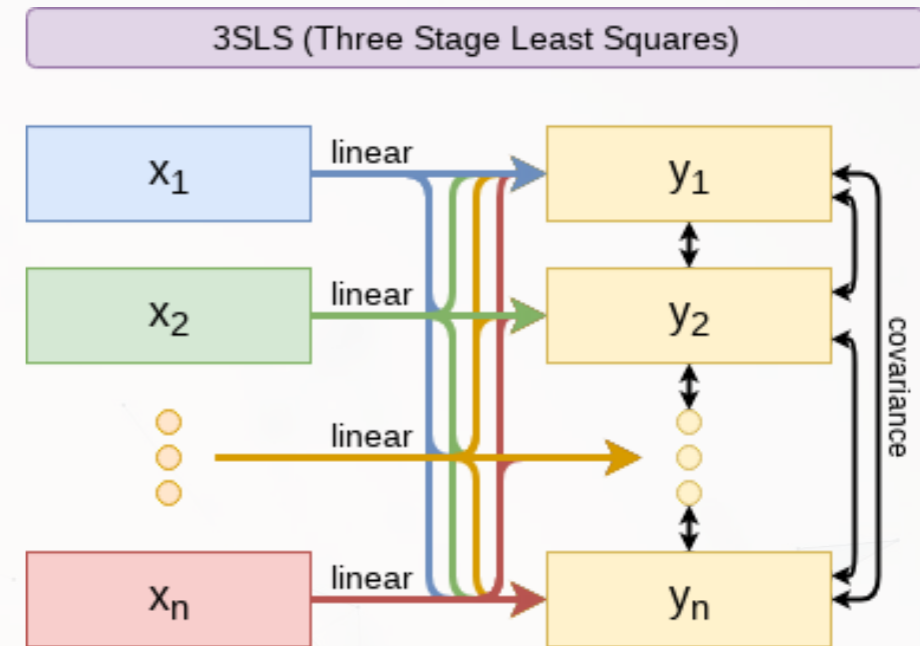 3SLS (Three Stage Least Squares)
x1
linear
y1
x2
linear
y2
linear
covariance
xn
linear
yn